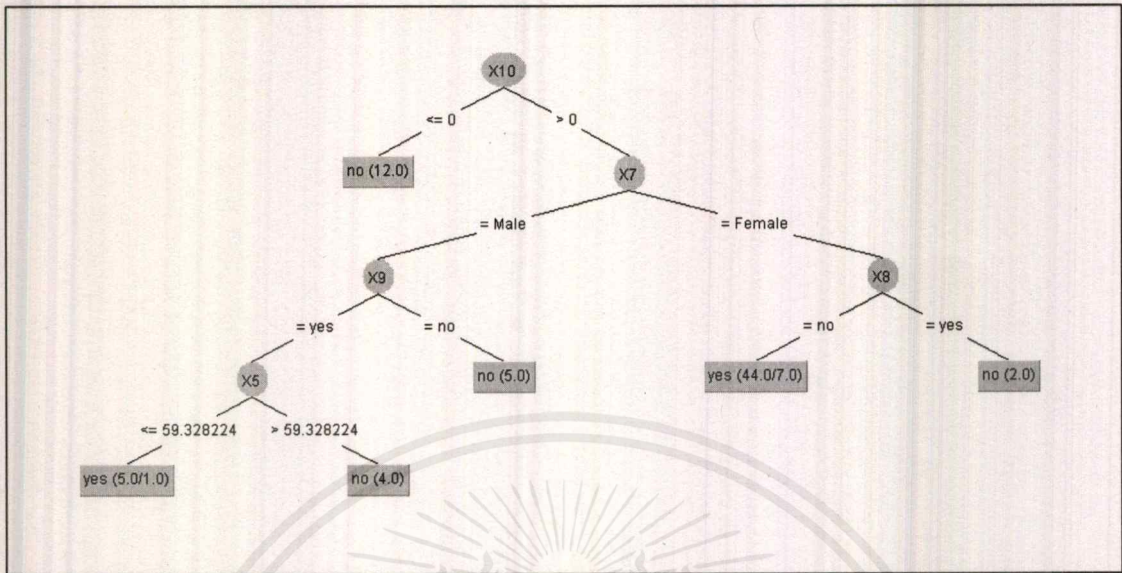 X10
<= 0
> 0
no (12.0)
X7
= Male
= Female
X9
X8
= yes
= no
= no
= yes
X5
no (5.0)
yes (44.0/7.0)
no (2.0)
<= 59.328224
> 59.328224
yes (5.0/1.0)
no (4.0)